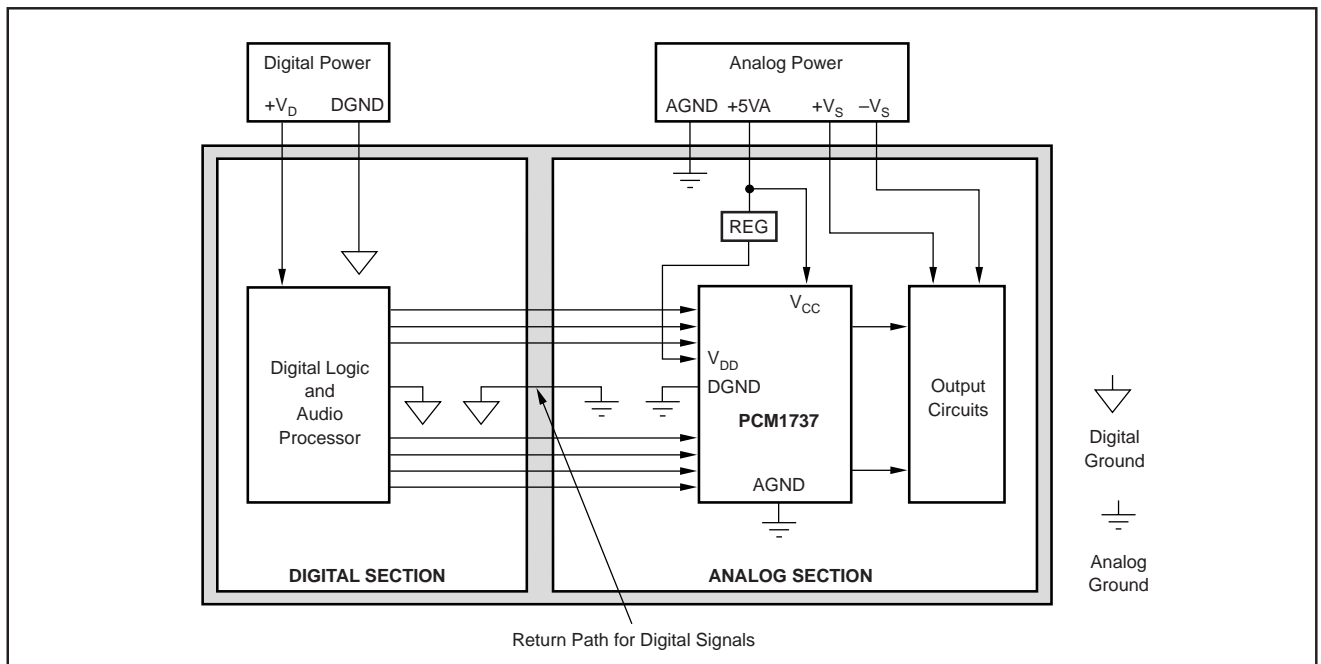 Digital Power
+VD DGND
Analog Power
AGND +5VA +VS –VS
REG
VCC
Digital Logic
and
Audio
Processor
VDD
DGND
PCM1737
AGND
Output
Circuits
Digital
Ground
Analog
Ground
DIGITAL SECTION
ANALOG SECTION
Return Path for Digital Signals